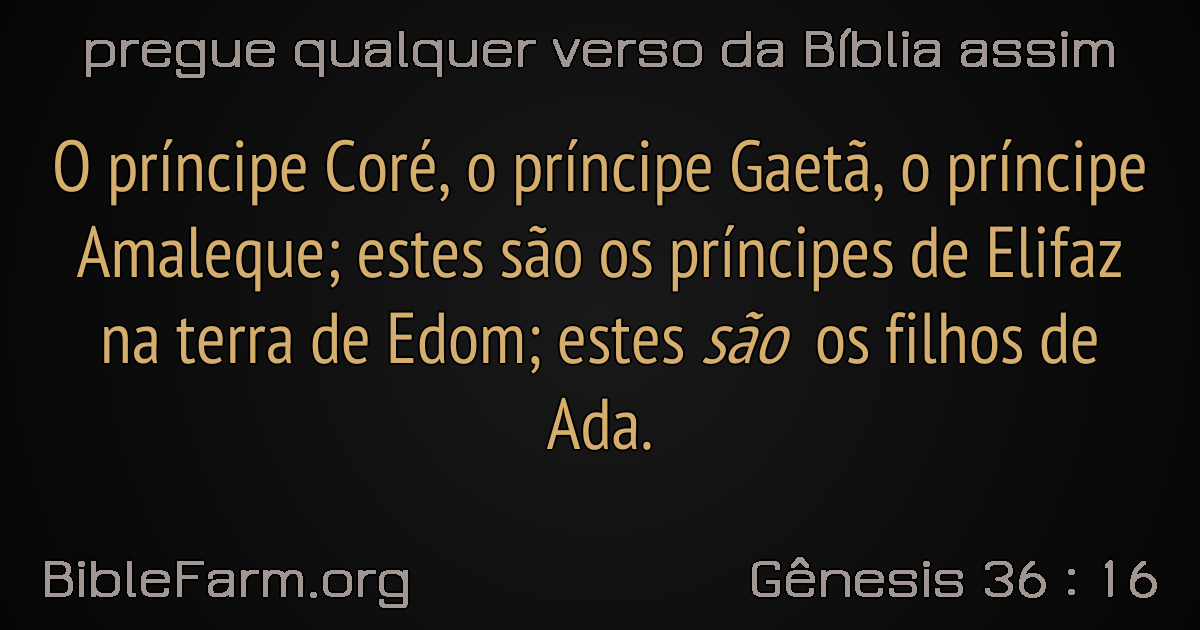 pregue qualquer verso da Bíblia assim
O príncipe Coré, o príncipe Gaetã, o príncipe
Amaleque; estes são os príncipes de Elifaz
na terra de Edom; estes são os filhos de
Ada.
BibleFarm.org
Gênesis 36 : 16